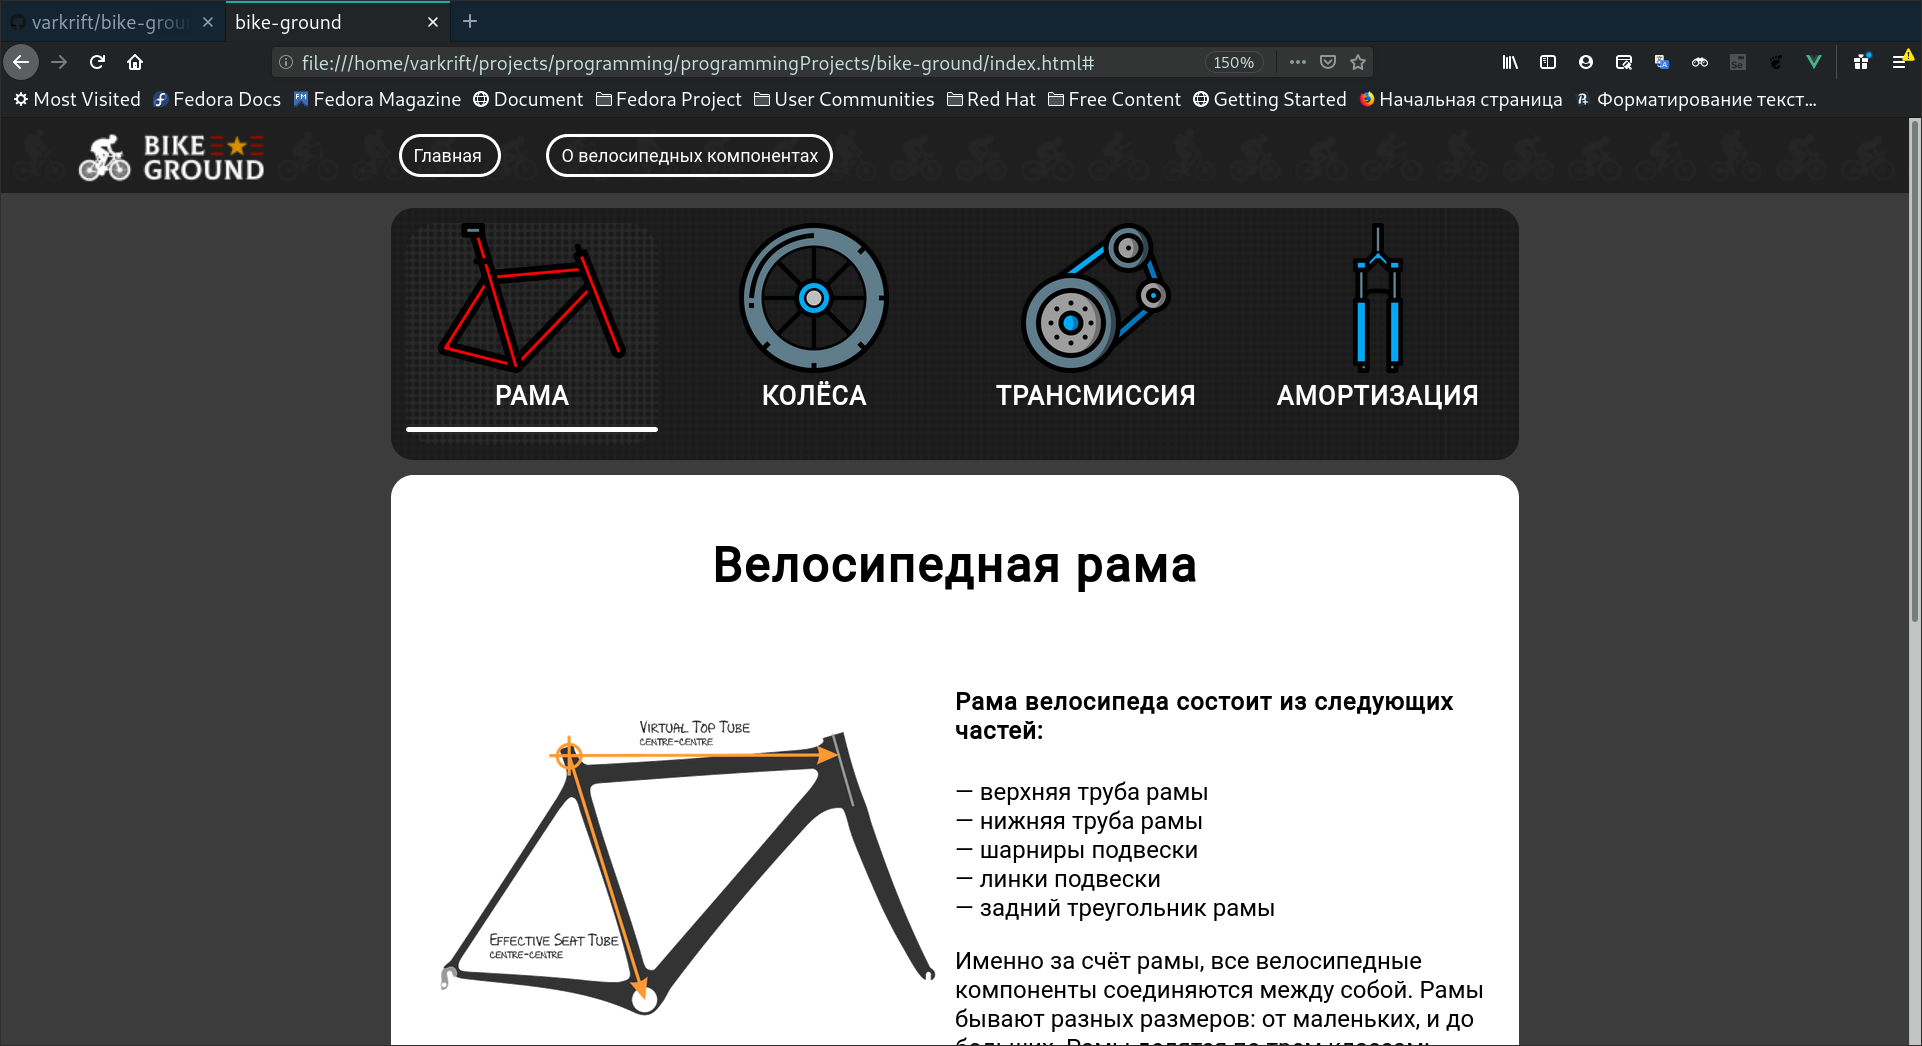 varkrift/bike-grou
bike-ground
file:///home/varkrift/projects/programming/programmingProjects/bike-ground/index.html#
150%
Most Visited
Fedora Docs
Fedora Magazine
Document
Fedora Project
User Communities
Red Hat
Free Content
Getting Started
Начальная страница
Форматирование текст…
BIKE
GROUND
Главная
О велосипедных компонентах
РАМА
КОЛЁСА
ТРАНСМИССИЯ
АМОРТИЗАЦИЯ
Велосипедная рама
VIRTUAL TOP TUBE
CENTRE-CENTRE
EFFECTIVE SEAT TUBE
CENTRE-CENTRE
Рама велосипеда состоит из следующих
частей:
— верхняя труба рамы
— нижняя труба рамы
— шарниры подвески
— линки подвески
— задний треугольник рамы
Именно за счёт рамы, все велосипедные
компоненты соединяются между собой. Рамы
бывают разных размеров: от маленьких, и до